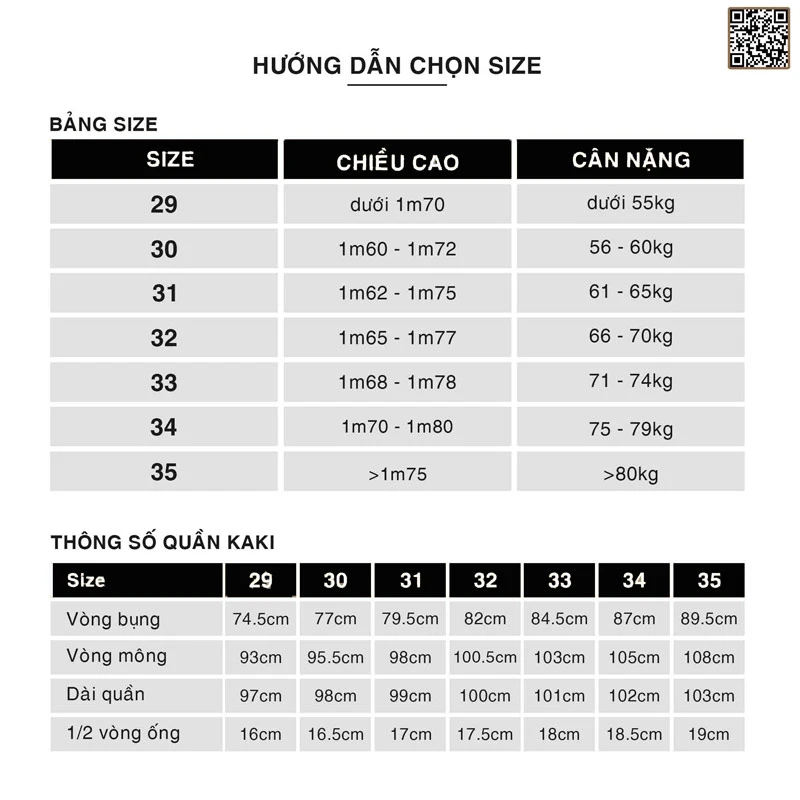 HƯỚNG DẪN CHỌN SIZE
BẢNG SIZE
SIZE CHIỀU CAO CÂN NẶNG
29 dưới 1m70 dưới 55kg
30 1m60 - 1m72 56 - 60kg
31 1m62 - 1m75 61 - 65kg
32 1m65 - 1m77 66 - 70kg
33 1m68 - 1m78 71 - 74kg
34 1m70 - 1m80 75 - 79kg
35 >1m75 >80kg
THÔNG SỐ QUẦN KAKI
Size 29 30 31 32 33 34 35
Vòng bụng 74.5cm 77cm 79.5cm 82cm 84.5cm 87cm 89.5cm
Vòng mông 93cm 95.5cm 98cm 100.5cm 103cm 105cm 108cm
Dài quần 97cm 98cm 99cm 100cm 101cm 102cm 103cm
1/2 vòng ống 16cm 16.5cm 17cm 17.5cm 18cm 18.5cm 19cm